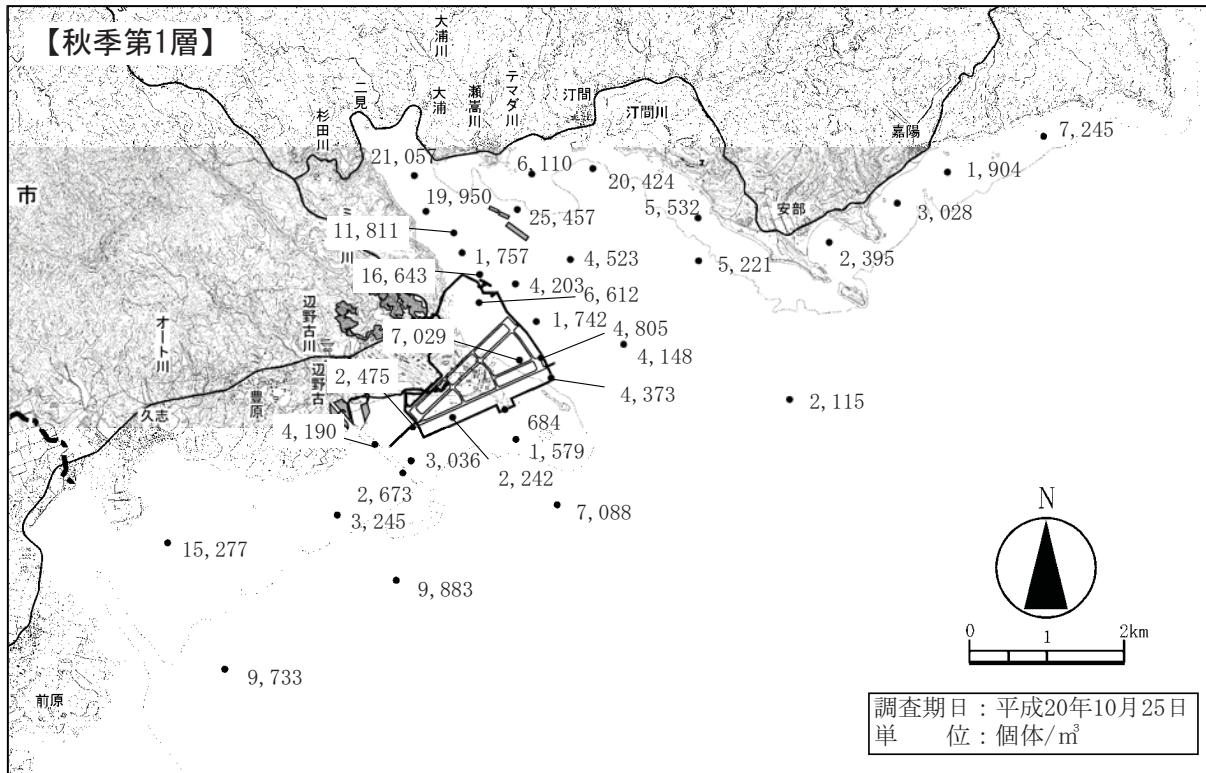 【秋季第1層】
大浦川
テマダ川
瀬嵩川
大浦
二見
杉田川
汀間
汀間川
嘉陽
安部
市
21,057
6,110
20,424
7,245
1,904
19,950
25,457
5,532
3,028
11,811
1,757
4,523
5,221
2,395
16,643
4,203
6,612
1,742
4,805
7,029
4,148
2,475
4,373
2,115
辺野古川
辺野古
オート川
豊原
久志
684
4,190
1,579
3,036
2,242
2,673
3,245
7,088
15,277
9,883
9,733
前原
N
0 1 2km
調査期日：平成20年10月25日
単　　位：個体/㎥